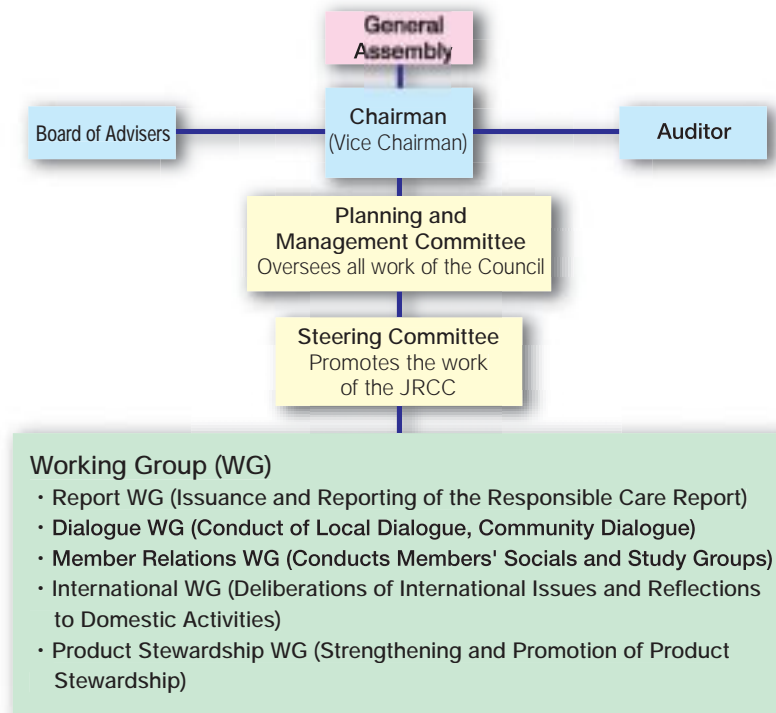 General
Assembly
Board of Advisers
Chairman
(Vice Chairman)
Auditor
Planning and
Management Committee
Oversees all work of the Council
Steering Committee
Promotes the work
of the JRCC
Working Group (WG)
・Report WG (Issuance and Reporting of the Responsible Care Report)
・Dialogue WG (Conduct of Local Dialogue, Community Dialogue)
・Member Relations WG (Conducts Members' Socials and Study Groups)
・International WG (Deliberations of International Issues and Reflections
to Domestic Activities)
・Product Stewardship WG (Strengthening and Promotion of Product
Stewardship)